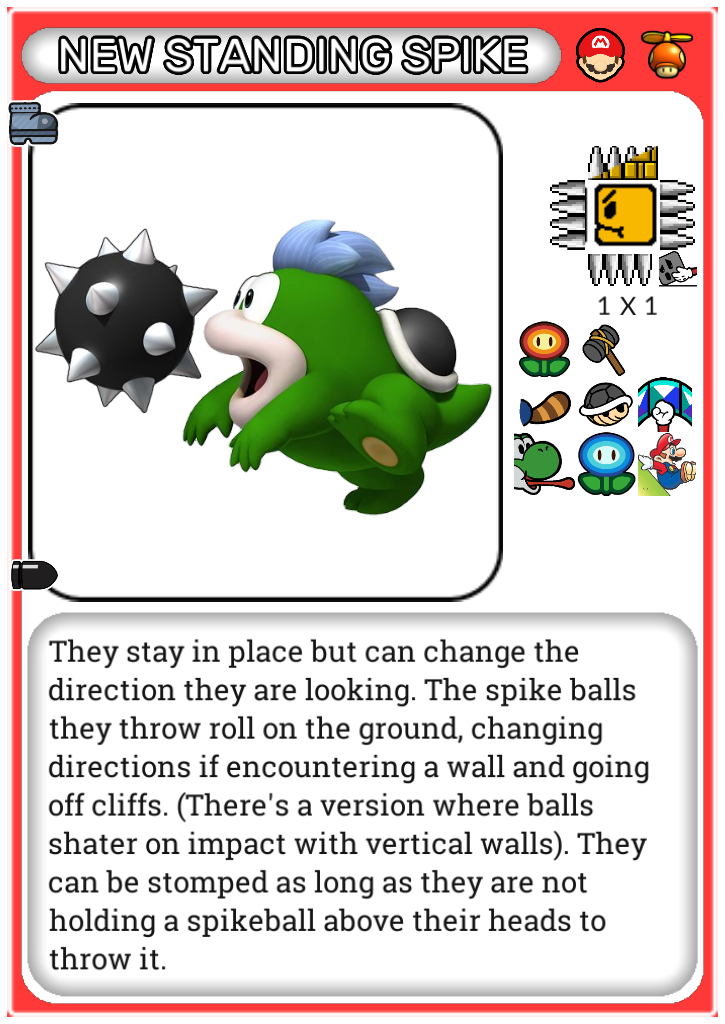 NEW STANDING SPIKE
1 X 1
They stay in place but can change the
direction they are looking. The spike balls
they throw roll on the ground, changing
directions if encountering a wall and going
off cliffs. (There's a version where balls
shater on impact with vertical walls). They
can be stomped as long as they are not
holding a spikeball above their heads to
throw it.